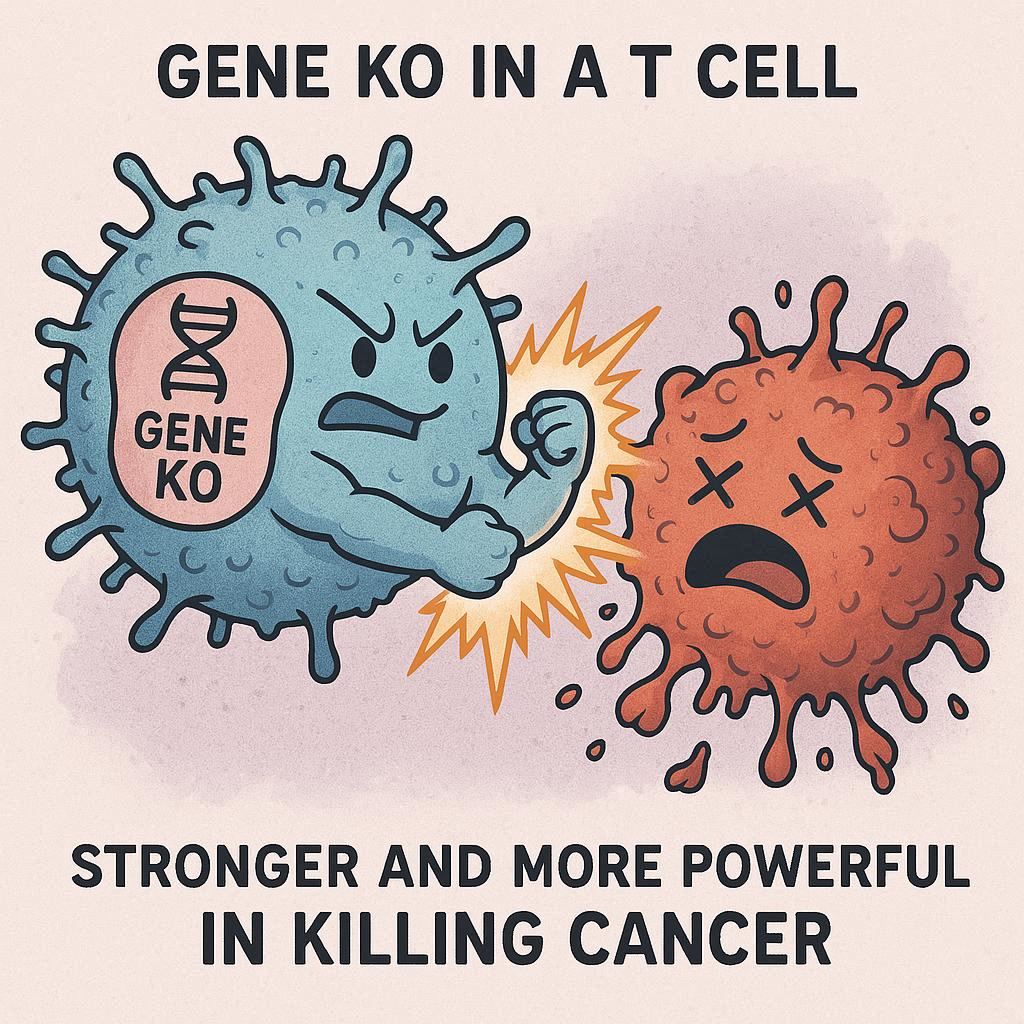 GENE KO IN A T CELL
GENE
KO
STRONGER AND MORE POWERFUL
IN KILLING CANCER